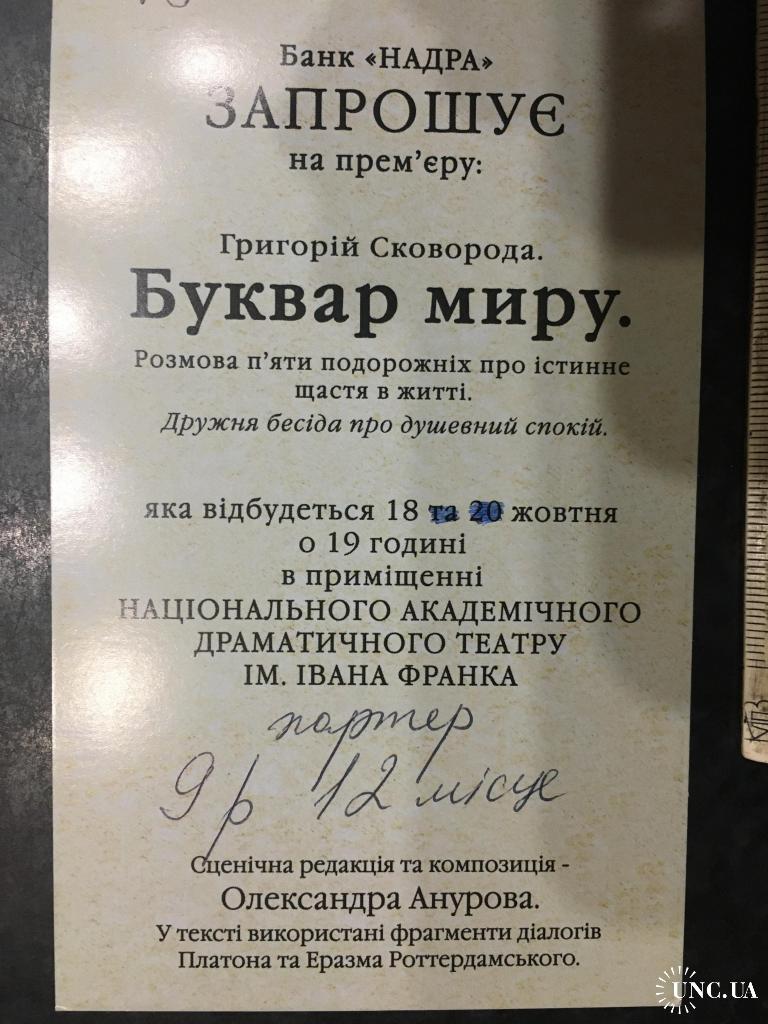 Банк «НАДРА»
ЗАПРОШУЄ
на прем’єру:
Григорій Сковорода.
Буквар миру.
Розмова п’яти подорожніх про істинне
щастя в житті.
Дружня бесіда про душевний спокій.
яка відбудеться 18 та 20 жовтня
о 19 годині
в приміщенні
НАЦІОНАЛЬНОГО АКАДЕМІЧНОГО
ДРАМАТИЧНОГО ТЕАТРУ
ІМ. ІВАНА ФРАНКА
партер
9 р 12 місце
Сценічна редакція та композиція -
Олександра Анурова.
У тексті використані фрагменти діалогів
Платона та Еразма Роттердамського.
UNC.UA